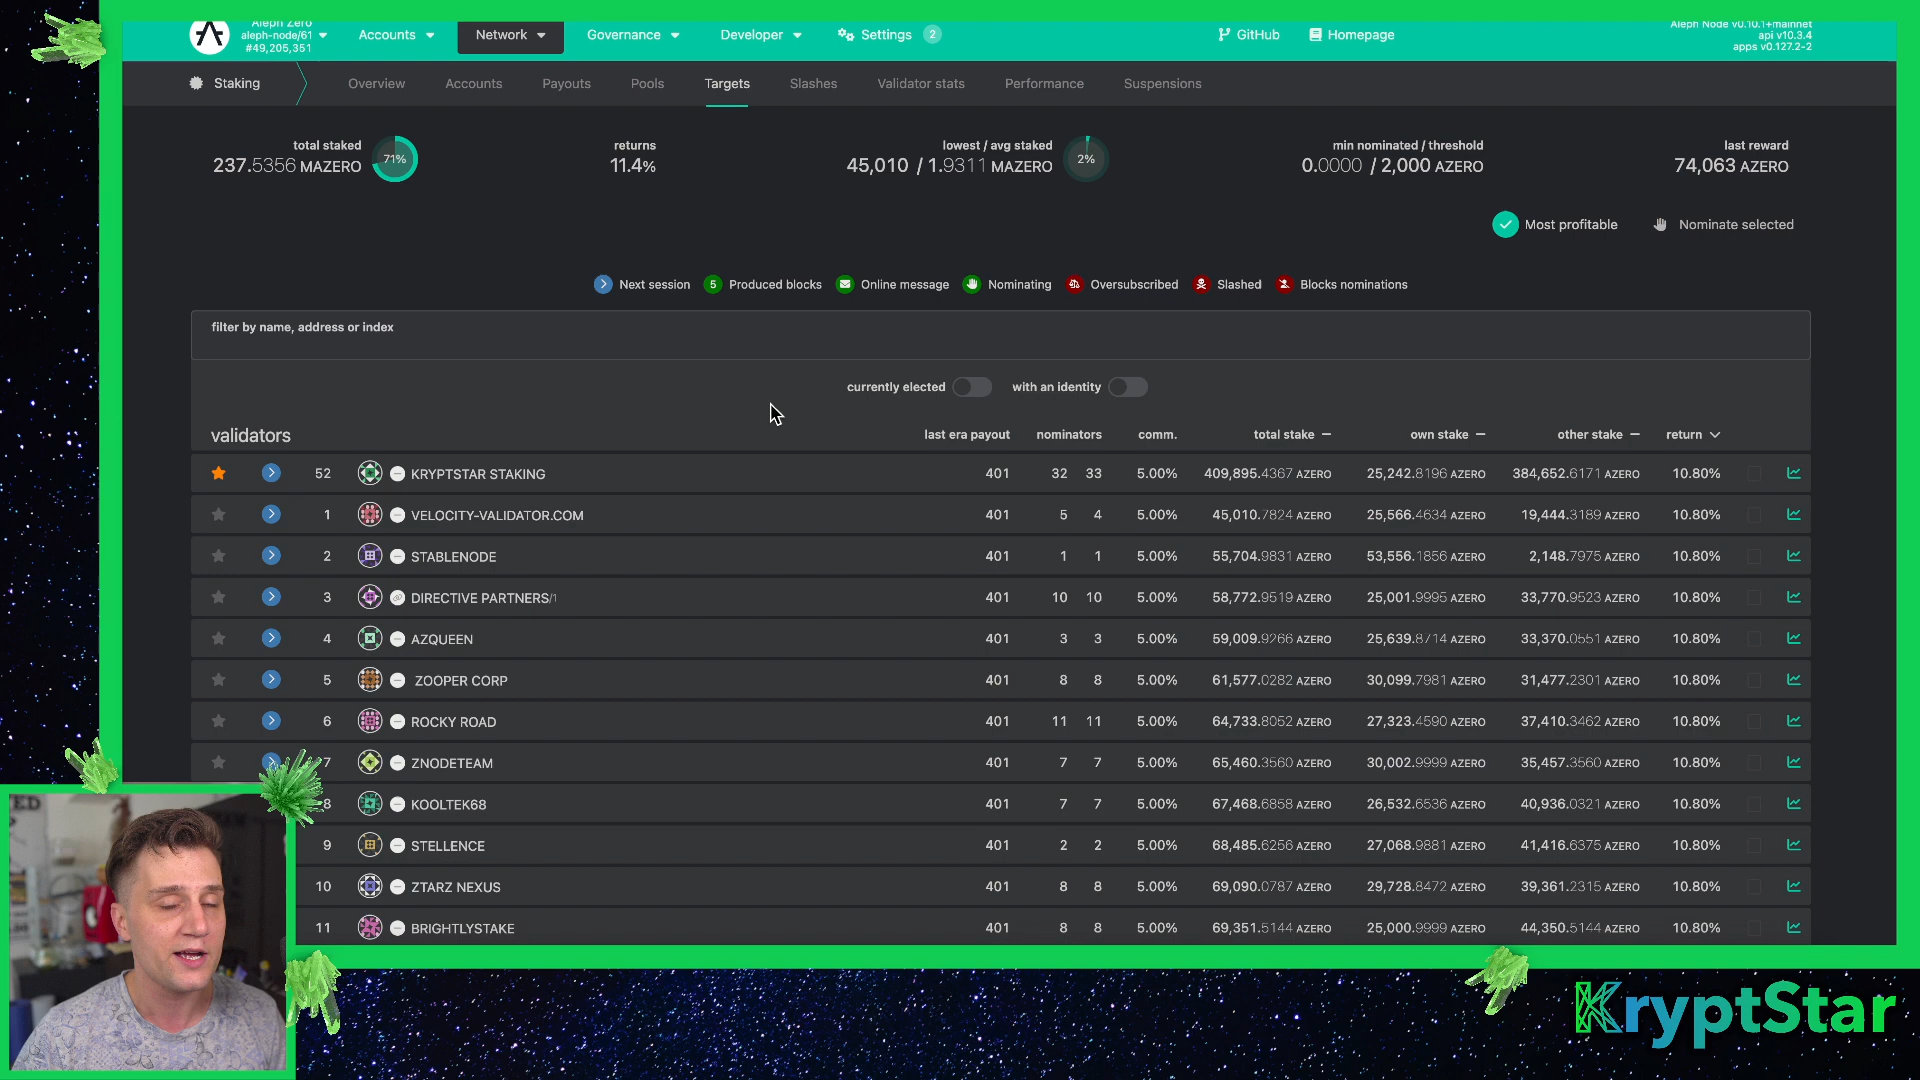 Aleph Zero
aleph-node/61
#49,205,351
Accounts
Network
Governance
Developer
Settings 2
GitHub
Homepage
Aleph Node v0.10.1+mainnet
api v10.3.4
apps v0.127.2-2
Staking
Overview
Accounts
Payouts
Pools
Targets
Slashes
Validator stats
Performance
Suspensions
total staked
237.5356 MAZERO
71%
returns
11.4%
lowest / avg staked
45,010 / 1.9311 MAZERO
2%
min nominated / threshold
0.0000 / 2,000 AZERO
last reward
74,063 AZERO
Most profitable
Nominate selected
Next session
5 Produced blocks
Online message
Nominating
Oversubscribed
Slashed
Blocks nominations
filter by name, address or index
currently elected
with an identity
validators last era payout nominators comm. total stake own stake other stake return
52 KRYPTSTAR STAKING 401 32 33 5.00% 409,895.4367 AZERO 25,242.8196 AZERO 384,652.6171 AZERO 10.80%
1 VELOCITY-VALIDATOR.COM 401 5 4 5.00% 45,010.7824 AZERO 25,566.4634 AZERO 19,444.3189 AZERO 10.80%
2 STABLENODE 401 1 1 5.00% 55,704.9831 AZERO 53,556.1856 AZERO 2,148.7975 AZERO 10.80%
3 DIRECTIVE PARTNERS/1 401 10 10 5.00% 58,772.9519 AZERO 25,001.9995 AZERO 33,770.9523 AZERO 10.80%
4 AZQUEEN 401 3 3 5.00% 59,009.9266 AZERO 25,639.8714 AZERO 33,370.0551 AZERO 10.80%
5 ZOOPER CORP 401 8 8 5.00% 61,577.0282 AZERO 30,099.7981 AZERO 31,477.2301 AZERO 10.80%
6 ROCKY ROAD 401 11 11 5.00% 64,733.8052 AZERO 27,323.4590 AZERO 37,410.3462 AZERO 10.80%
7 ZNODETEAM 401 7 7 5.00% 65,460.3560 AZERO 30,002.9999 AZERO 35,457.3560 AZERO 10.80%
8 KOOLTEK68 401 7 7 5.00% 67,468.6858 AZERO 26,532.6536 AZERO 40,936.0321 AZERO 10.80%
9 STELLENCE 401 2 2 5.00% 68,485.6256 AZERO 27,068.9881 AZERO 41,416.6375 AZERO 10.80%
10 ZTARZ NEXUS 401 8 8 5.00% 69,090.0787 AZERO 29,728.8472 AZERO 39,361.2315 AZERO 10.80%
11 BRIGHTLYSTAKE 401 8 8 5.00% 69,351.5144 AZERO 25,000.9999 AZERO 44,350.5144 AZERO 10.80%
KryptStar